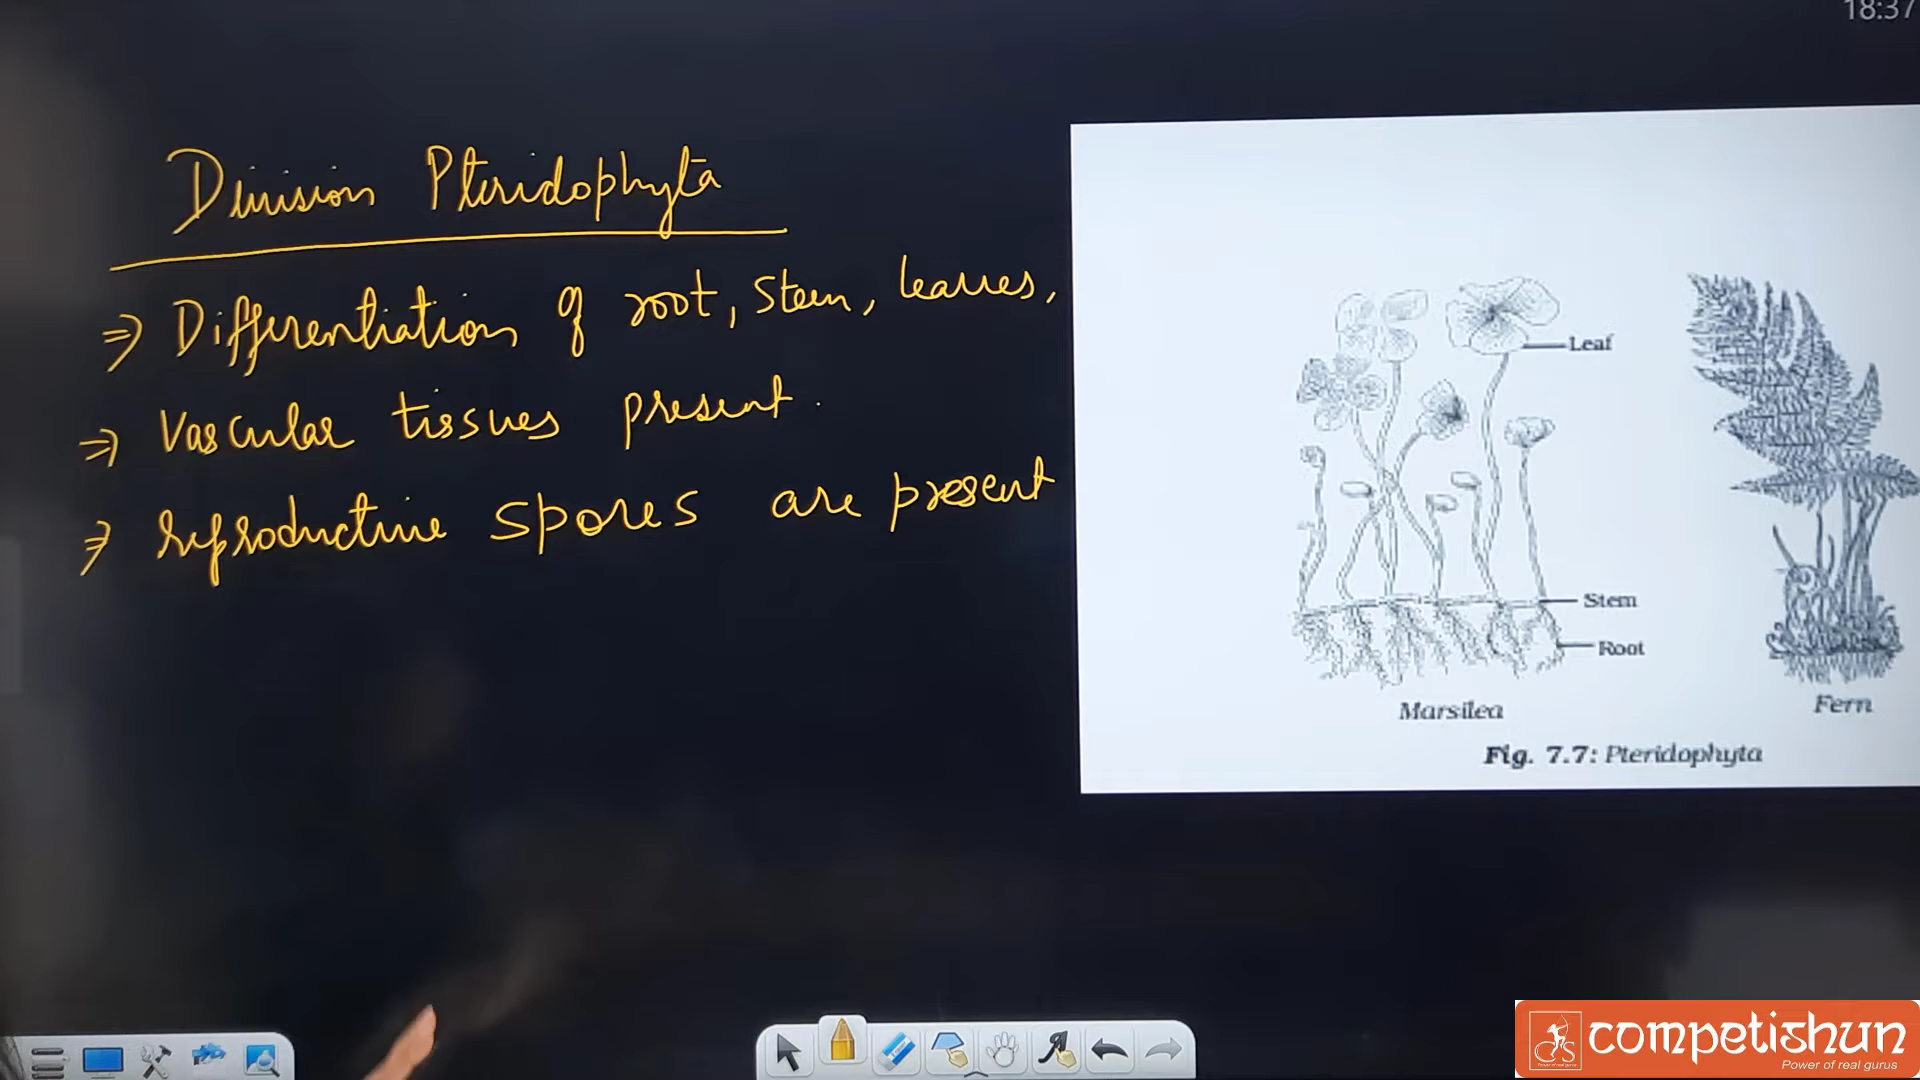 18:37
Division Pteridophyta
⇒ Differentiation of root, stem, leaves,
⇒ Vascular tissues present.
⇒ reproductive spores are present
Leaf
Stem
Root
Marsilea
Fern
Fig. 7.7: Pteridophyta
competishun
Power of real gurus